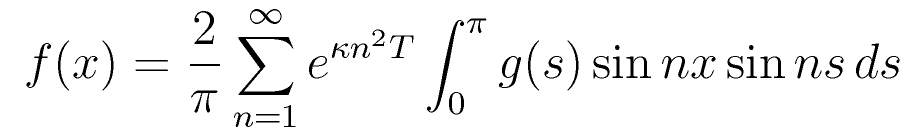 f(x) = \frac{2}{\pi} \sum_{n=1}^{\infty} e^{\kappa n^2 T} \int_0^{\pi} g(s) \sin nx \sin ns \, ds